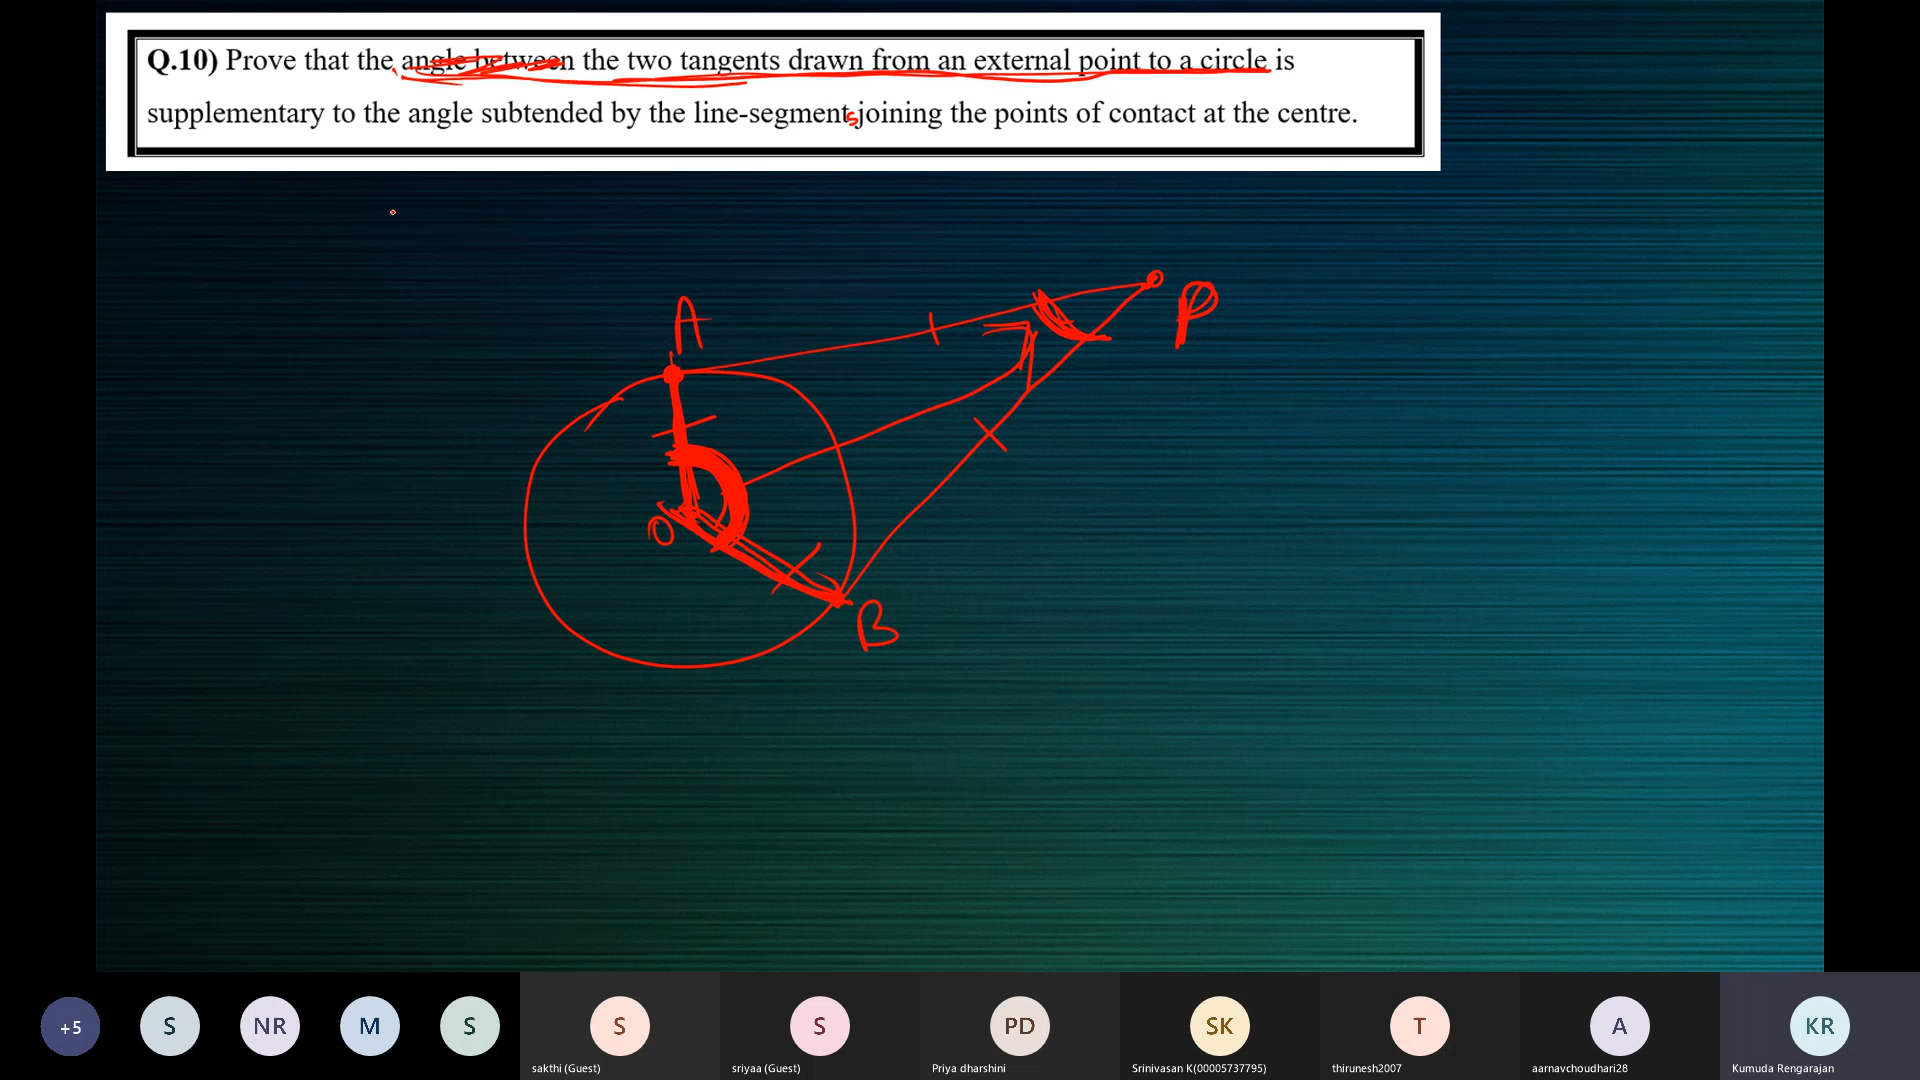 Q.10) Prove that the angle between the two tangents drawn from an external point to a circle is
supplementary to the angle subtended by the line-segments joining the points of contact at the centre.
A
P
O
B
+5
S
NR
M
S
S
sakthi (Guest)
S
sriyaa (Guest)
PD
Priya dharshini
SK
Srinivasan K(00005737795)
T
thirunesh2007
A
aarnavchoudhari28
KR
Kumuda Rengarajan